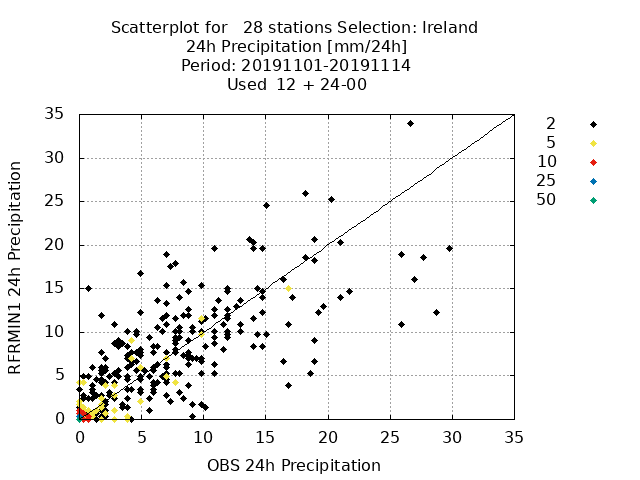 Scatterplot for   28 stations Selection: Ireland
24h Precipitation [mm/24h]
Period: 20191101-20191114
Used  12 + 24-00
35
30
25
20
15
10
5
0
RFRMIN1 24h Precipitation
0 5 10 15 20 25 30 35
OBS 24h Precipitation
2
5
10
25
50